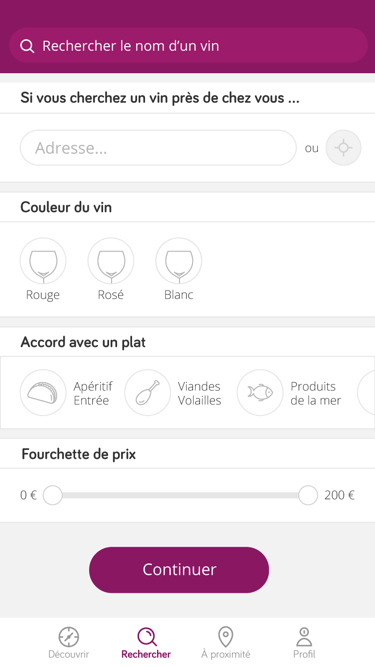 Rechercher le nom d’un vin
Si vous cherchez un vin près de chez vous ...
Adresse...
ou
Couleur du vin
Rouge
Rosé
Blanc
Accord avec un plat
Apéritif
Entrée
Viandes
Volailles
Produits
de la mer
Fourchette de prix
0 €
200 €
Continuer
Découvrir
Rechercher
À proximité
Profil